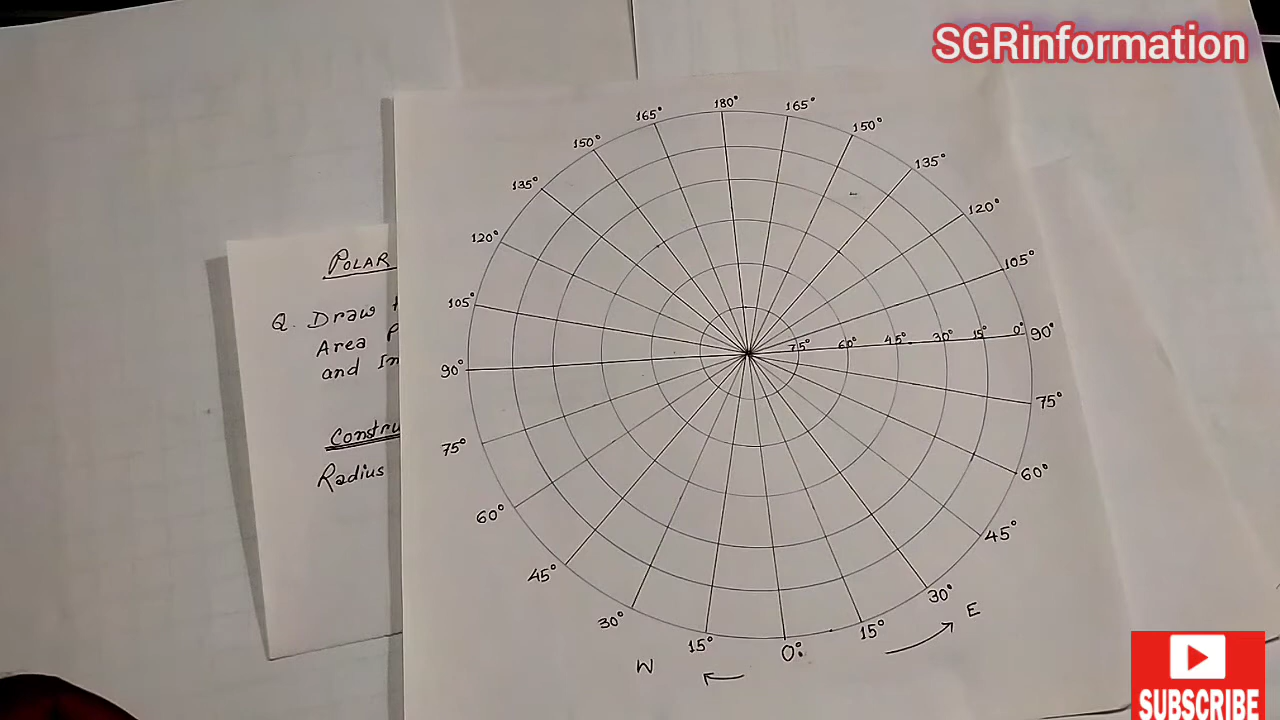 SGRinformation
POLAR
Q. Draw
Area
and
Constru
Radius
180°
165°
165°
150°
150°
135°
135°
120°
120°
105°
105°
75° 60° 45° 30° 15° 0° 90°
90°
75°
75°
60°
60°
45°
45°
30°
30°
15°
15°
0°
E
W
SUBSCRIBE